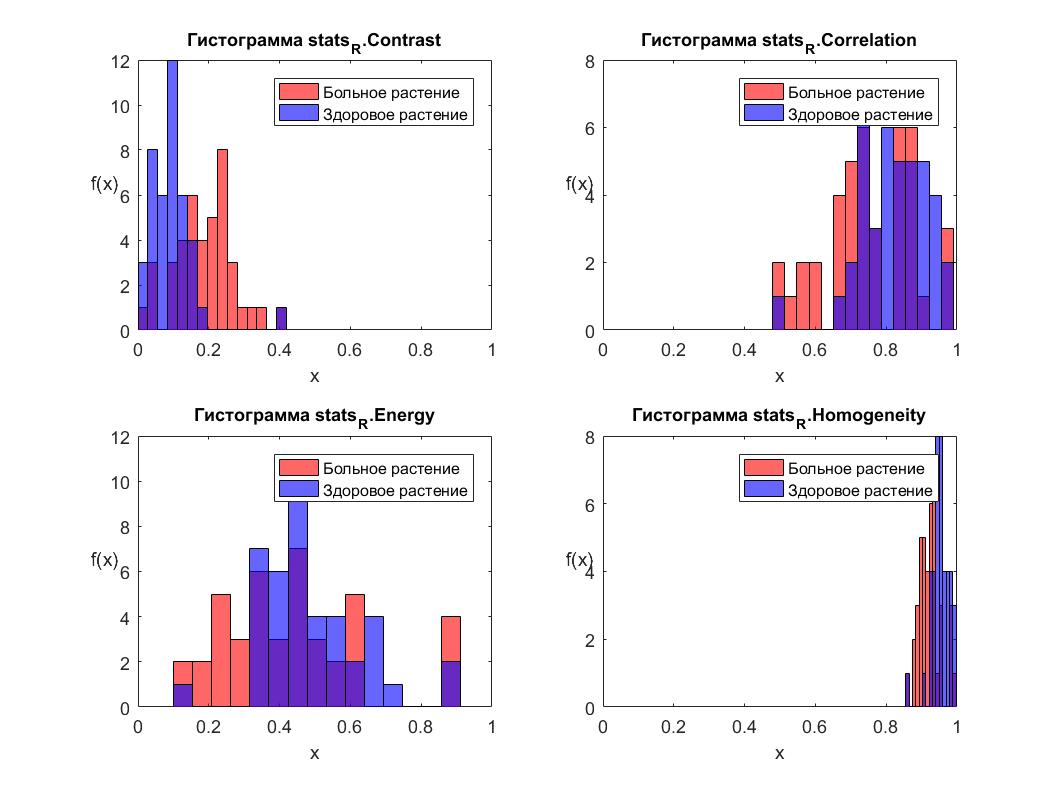 Гистограмма stats_R.Contrast
12
10
8
6
4
2
0
f(x)
0 0.2 0.4 0.6 0.8 1
x
Больное растение
Здоровое растение
Гистограмма stats_R.Correlation
8
6
4
2
0
f(x)
0 0.2 0.4 0.6 0.8 1
x
Больное растение
Здоровое растение
Гистограмма stats_R.Energy
12
10
8
6
4
2
0
f(x)
0 0.2 0.4 0.6 0.8 1
x
Больное растение
Здоровое растение
Гистограмма stats_R.Homogeneity
8
6
4
2
0
f(x)
0 0.2 0.4 0.6 0.8 1
x
Больное растение
Здоровое растение